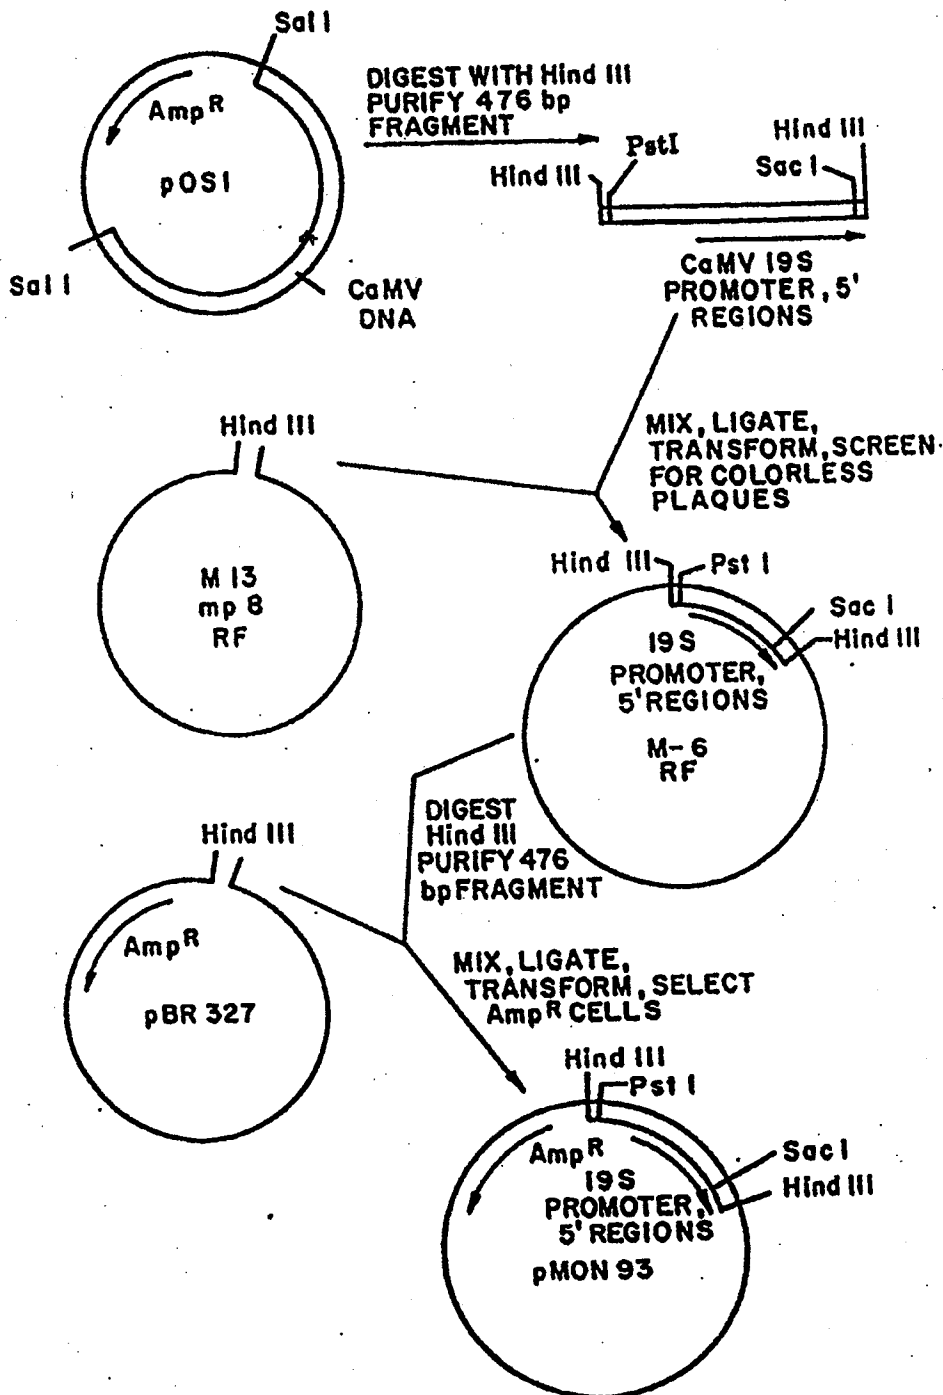 Sal I
Amp R
pOS1
Sal I
CaMV
DNA
DIGEST WITH Hind III
PURIFY 476 bp
FRAGMENT
Hind III
PstI
Sac I
Hind III
CaMV 19S
PROMOTER, 5'
REGIONS
Hind III
M 13
mp 8
RF
MIX, LIGATE,
TRANSFORM, SCREEN
FOR COLORLESS
PLAQUES
Hind III
Pst I
Sac I
Hind III
19 S
PROMOTER,
5' REGIONS
M-6
RF
DIGEST
Hind III
PURIFY 476
bp FRAGMENT
Hind III
Amp R
pBR 327
MIX, LIGATE,
TRANSFORM, SELECT
Amp R CELLS
Hind III
Pst I
Amp R
Sac I
Hind III
19S
PROMOTER,
5' REGIONS
pMON 93